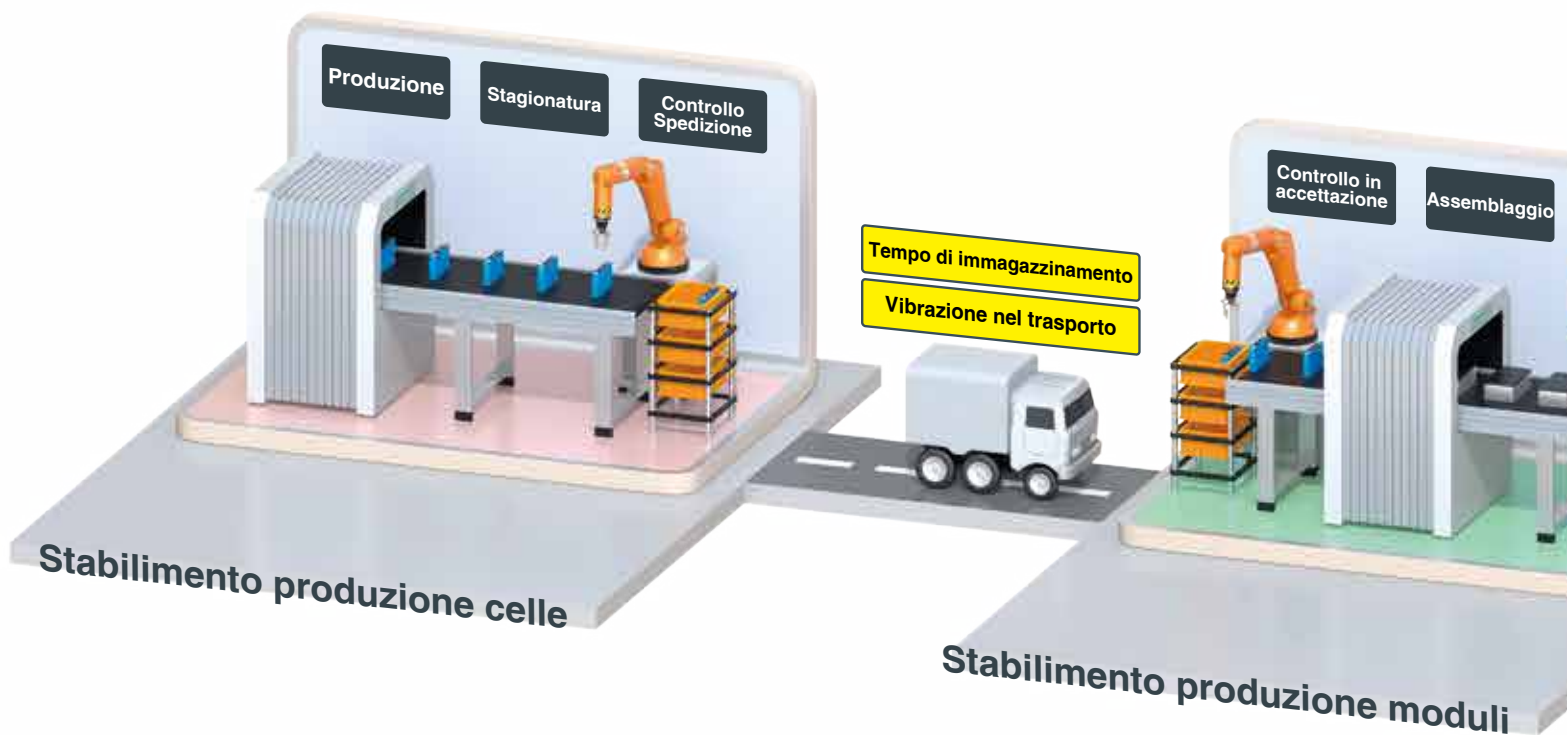 Produzione
Stagionatura
Controllo
Spedizione
Tempo di immagazzinamento
Vibrazione nel trasporto
Controllo in
accettazione
Assemblaggio
Stabilimento produzione celle
Stabilimento produzione moduli